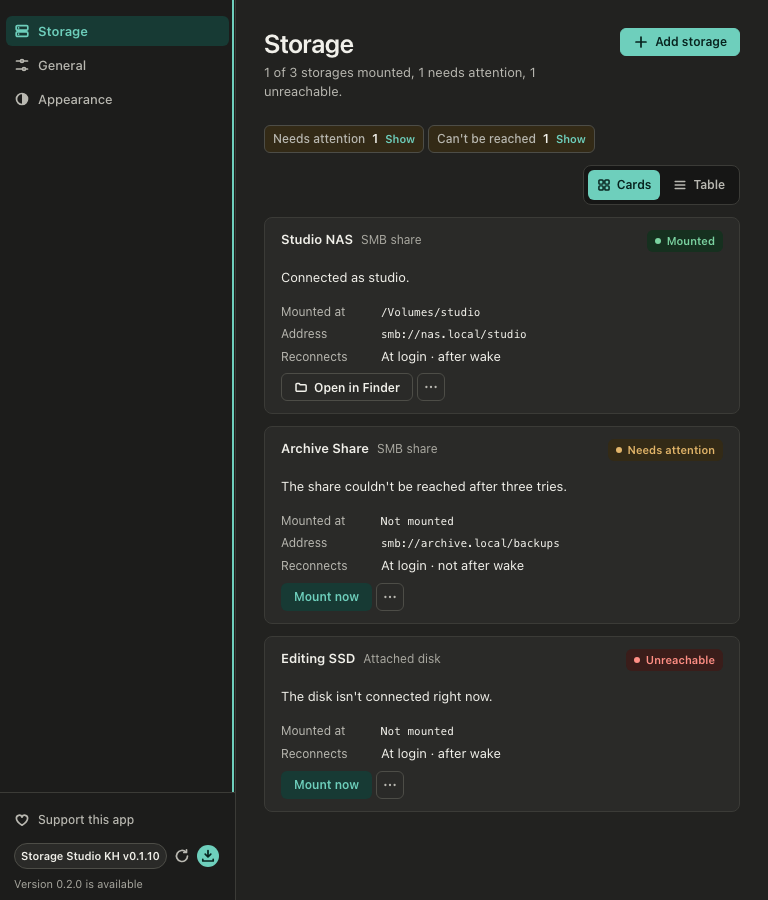 Storage
General
Appearance
Support this app
Storage Studio KH v0.1.10
Version 0.2.0 is available
Storage
Add storage
1 of 3 storages mounted, 1 needs attention, 1
unreachable.
Needs attention 1 Show
Can't be reached 1 Show
Cards
Table
Studio NAS SMB share
Mounted
Connected as studio.
Mounted at /Volumes/studio
Address smb://nas.local/studio
Reconnects At login · after wake
Open in Finder
Archive Share SMB share
Needs attention
The share couldn't be reached after three tries.
Mounted at Not mounted
Address smb://archive.local/backups
Reconnects At login · not after wake
Mount now
Editing SSD Attached disk
Unreachable
The disk isn't connected right now.
Mounted at Not mounted
Reconnects At login · after wake
Mount now